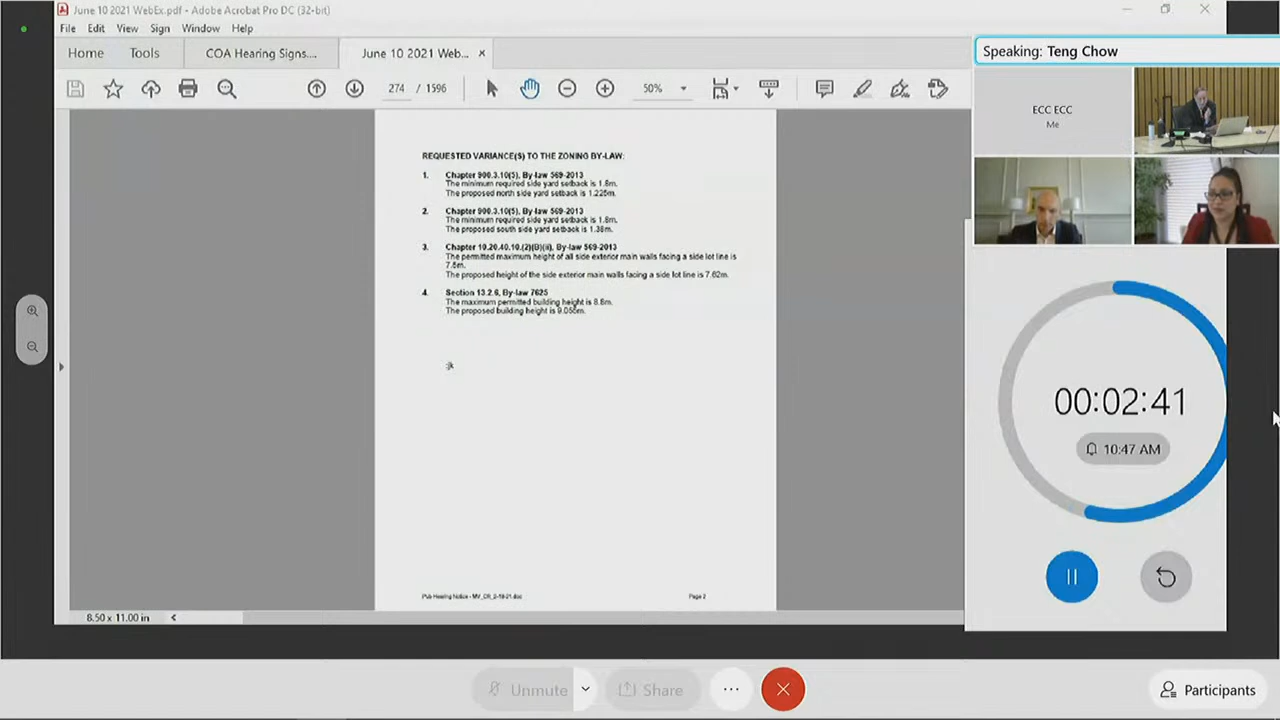 June 10 2021 WebEx.pdf - Adobe Acrobat Pro DC (32-bit)
File Edit View Sign Window Help
Home Tools COA Hearing Signs.... June 10 2021 Web... ×
274 / 1596 50%
Speaking: Teng Chow
ECC ECC
Me
REQUESTED VARIANCE(S) TO THE ZONING BY-LAW:
1. Chapter 900.3.10(5), By-law 569-2013
The minimum required side yard setback is 1.8m.
The proposed north side yard setback is 1.225m.
2. Chapter 900.3.10(5), By-law 569-2013
The minimum required side yard setback is 1.8m.
The proposed south side yard setback is 1.38m.
3. Chapter 10.20.40.10.(2)(B)(ii), By-law 569-2013
The permitted maximum height of all side exterior main walls facing a side lot line is
7.5m.
The proposed height of the side exterior main walls facing a side lot line is 7.62m.
4. Section 13.2.6, By-law 7625
The maximum permitted building height is 8.8m.
The proposed building height is 9.055m.
00:02:41
10:47 AM
Pub Hearing Notice - MV_CR_2-18-21.doc Page 2
8.50 x 11.00 in
Unmute Share ... Participants